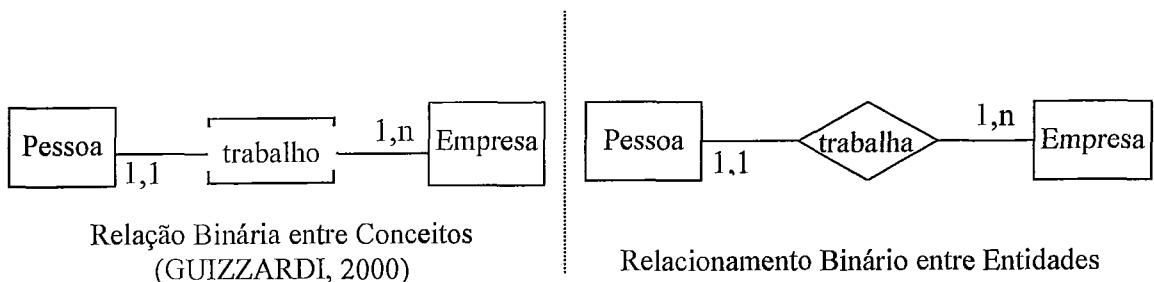 Pessoa
1,1
trabalho
1,n
Empresa
Relação Binária entre Conceitos
(GUIZZARDI, 2000)
Pessoa
1,1
trabalha
1,n
Empresa
Relacionamento Binário entre Entidades